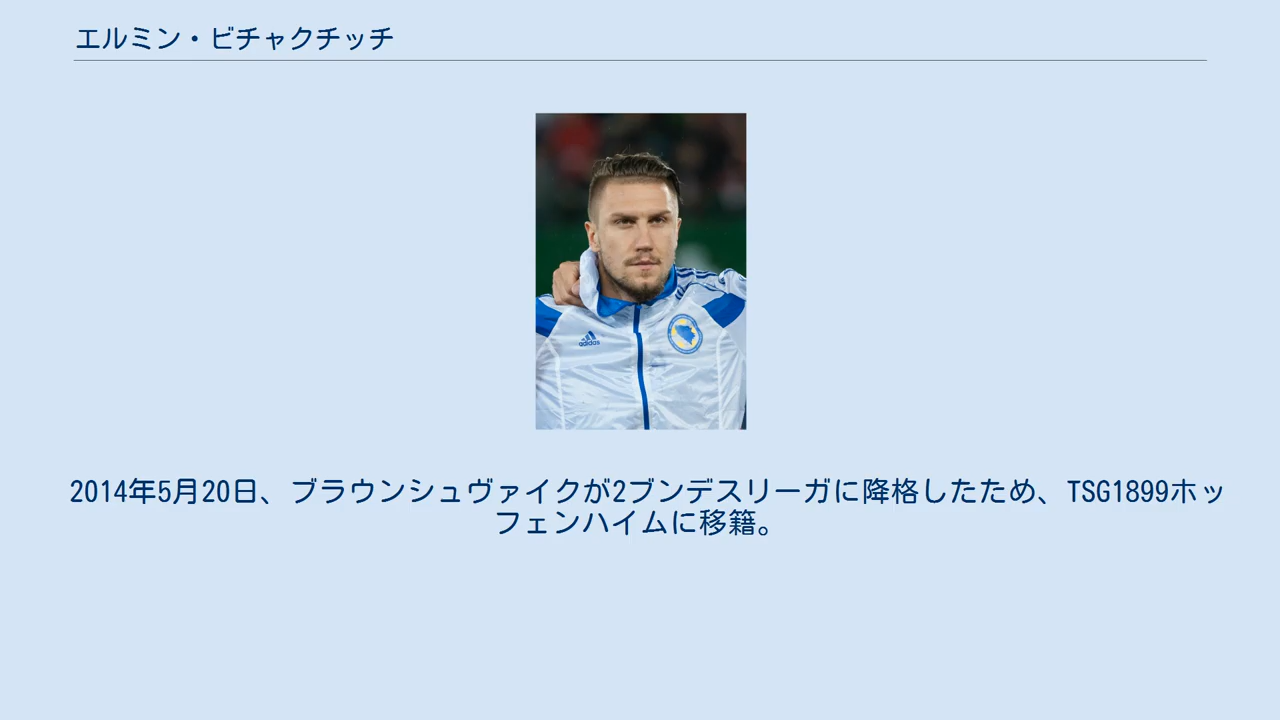 エルミン・ビチャクチッチ
adidas
2014年5月20日、ブラウンシュヴァイクが2ブンデスリーガに降格したため、TSG1899ホッ
フェンハイムに移籍。